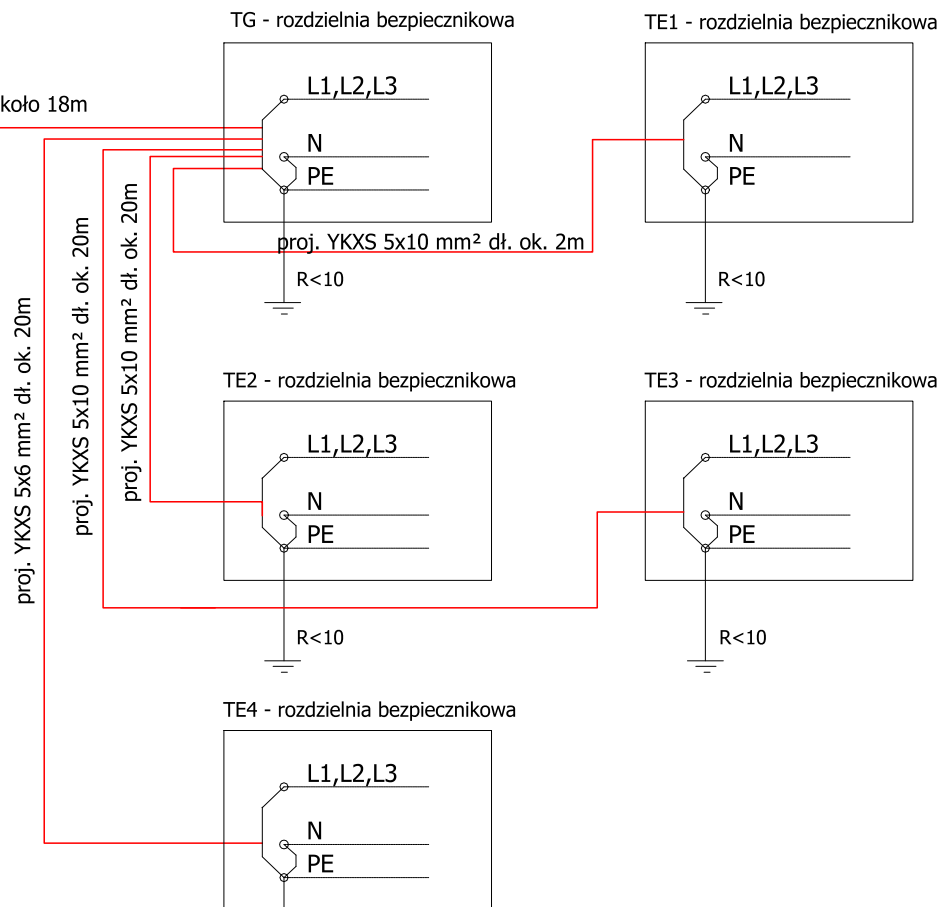 TG - rozdzielnia bezpiecznikowa
TE1 - rozdzielnia bezpiecznikowa
koło 18m
L1,L2,L3
N
PE
L1,L2,L3
N
PE
proj. YKXS 5x10 mm² dł. ok. 2m
R<10
R<10
proj. YKXS 5x6 mm² dł. ok. 20m
proj. YKXS 5x10 mm² dł. ok. 20m
proj. YKXS 5x10 mm² dł. ok. 20m
TE2 - rozdzielnia bezpiecznikowa
TE3 - rozdzielnia bezpiecznikowa
L1,L2,L3
N
PE
L1,L2,L3
N
PE
R<10
R<10
TE4 - rozdzielnia bezpiecznikowa
L1,L2,L3
N
PE